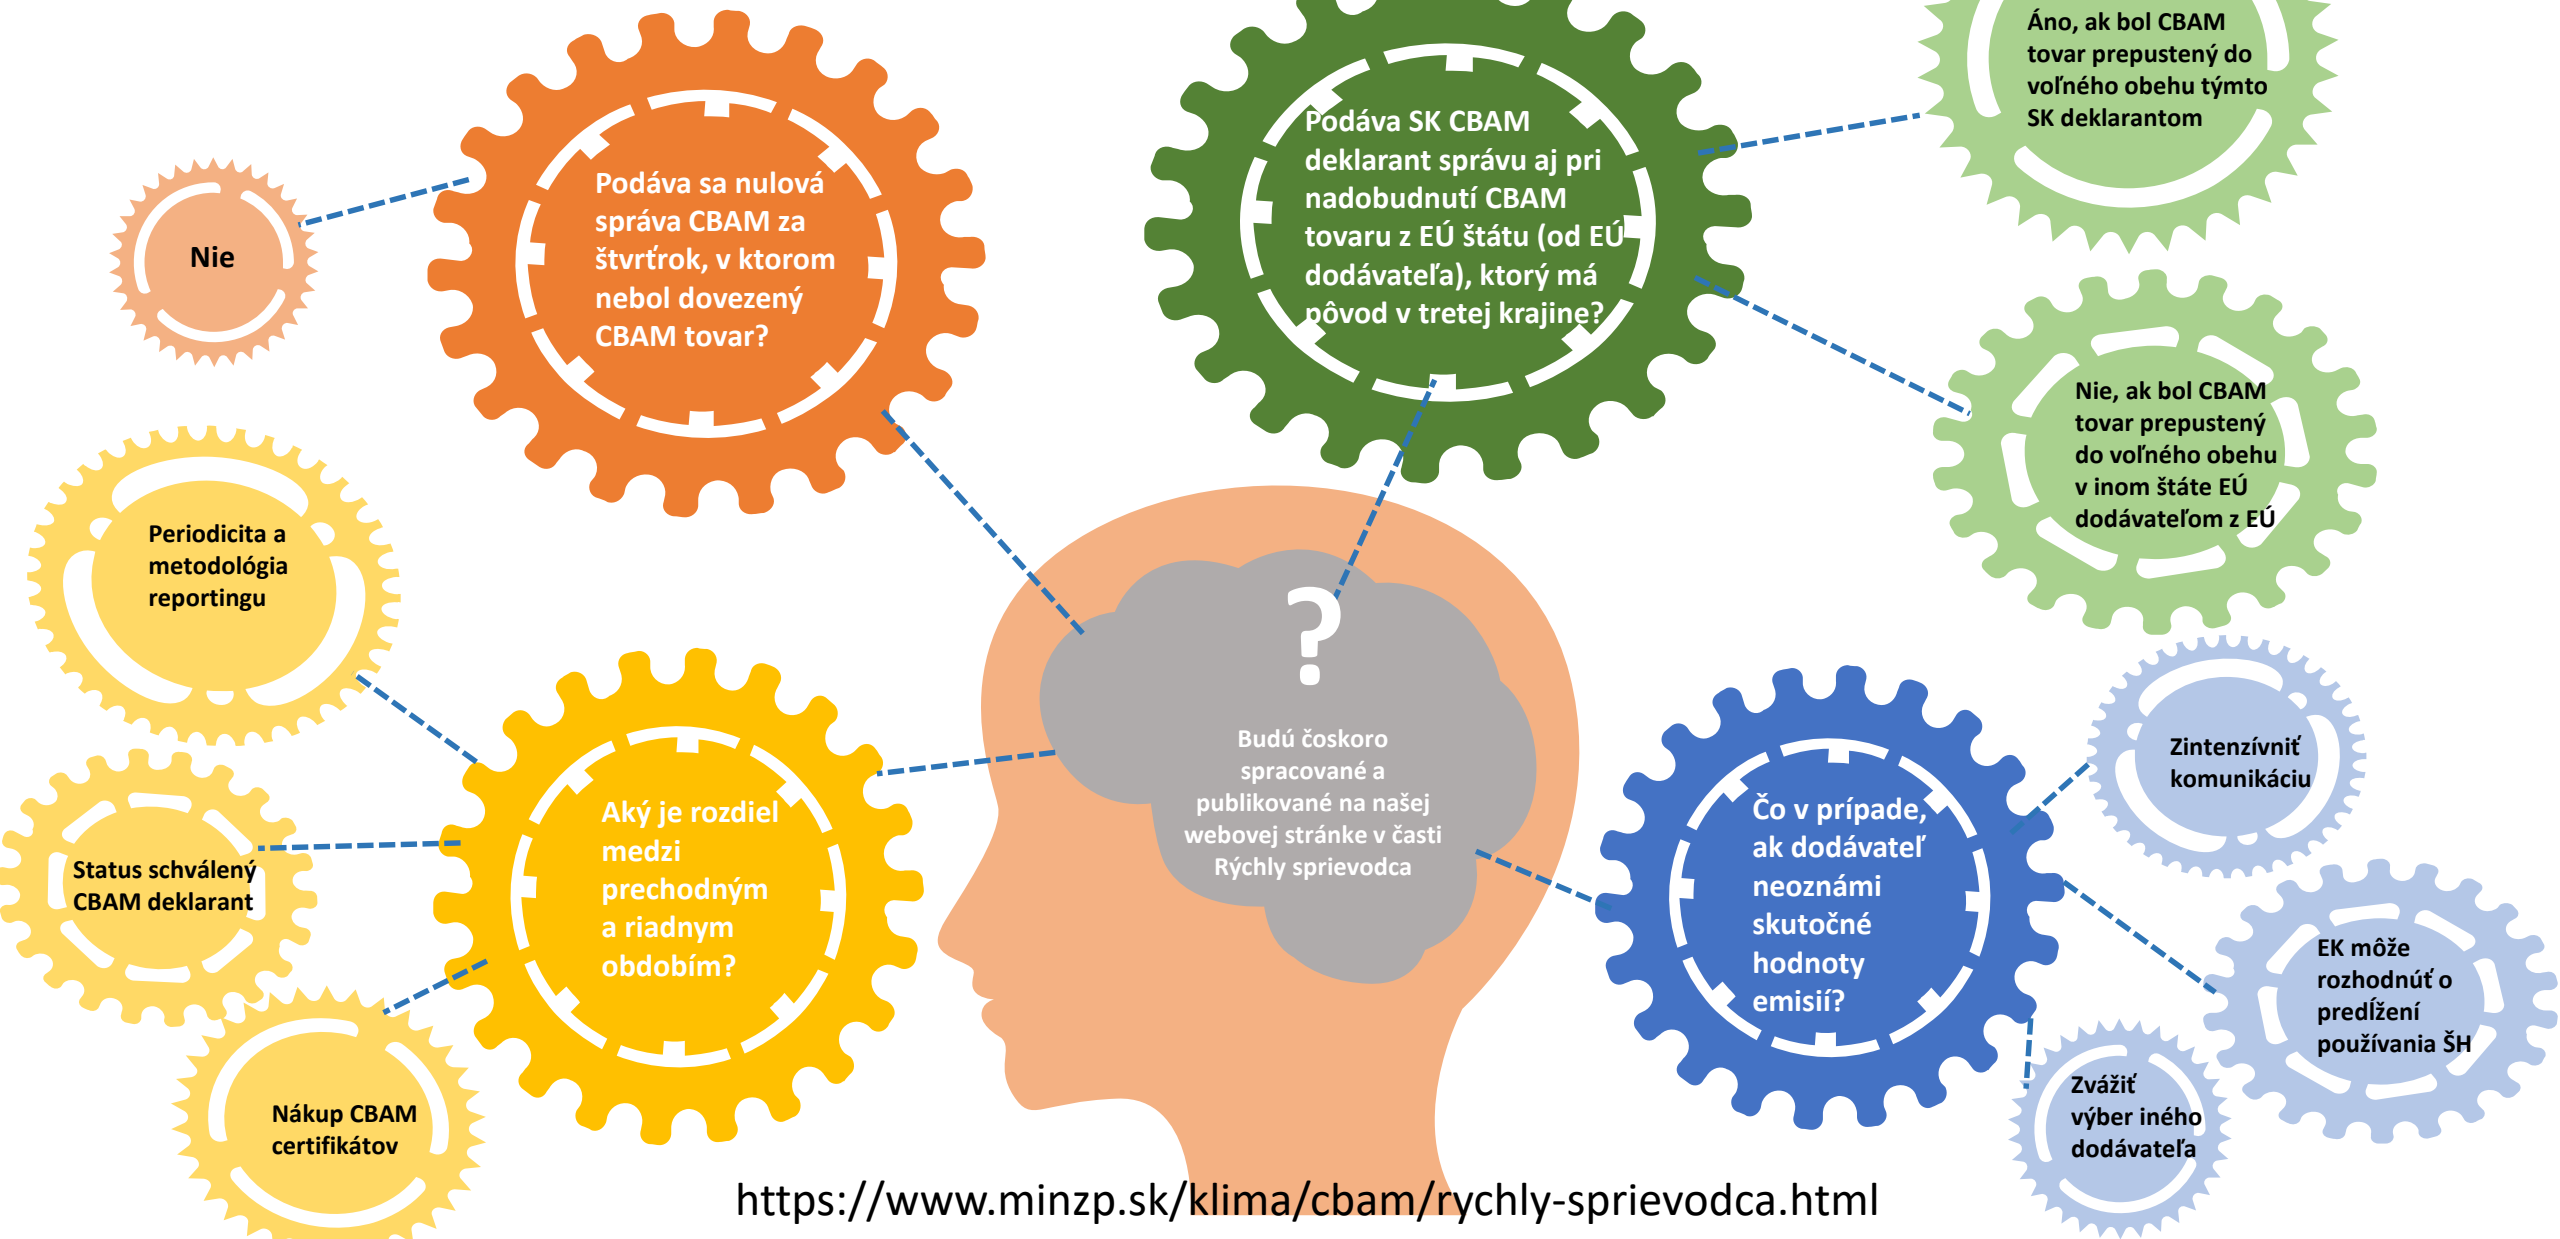 Nie
Podáva sa nulová
správa CBAM za
štvrťrok, v ktorom
nebol dovezený
CBAM tovar?
Podáva SK CBAM
deklarant správu aj pri
nadobudnutí CBAM
tovaru z EÚ štátu (od EÚ
dodávateľa), ktorý má
pôvod v tretej krajine?
Áno, ak bol CBAM
tovar prepustený do
voľného obehu týmto
SK deklarantom
Nie, ak bol CBAM
tovar prepustený
do voľného obehu
v inom štáte EÚ
dodávateľom z EÚ
Periodicita a
metodológia
reportingu
Status schválený
CBAM deklarant
Nákup CBAM
certifikátov
Aký je rozdiel
medzi
prechodným
a riadnym
obdobím?
?
Budú čoskoro
spracované a
publikované na našej
webovej stránke v časti
Rýchly sprievodca
Čo v prípade,
ak dodávateľ
neoznámi
skutočné
hodnoty
emisií?
Zintenzívniť
komunikáciu
EK môže
rozhodnúť o
predĺžení
používania ŠH
Zvážiť
výber iného
dodávateľa
https://www.minzp.sk/klima/cbam/rychly-sprievodca.html